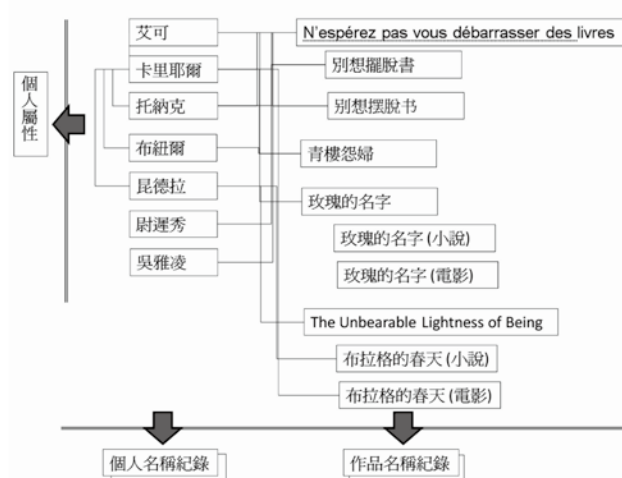 個人屬性
艾可
卡里耶爾
托納克
布紐爾
昆德拉
尉遲秀
吳雅凌
N'espérez pas vous débarrasser des livres
別想擺脫書
別想摆脫书
青樓怨婦
玫瑰的名字
玫瑰的名字 (小說)
玫瑰的名字 (電影)
The Unbearable Lightness of Being
布拉格的春天 (小說)
布拉格的春天 (電影)
個人名稱紀錄
作品名稱紀錄